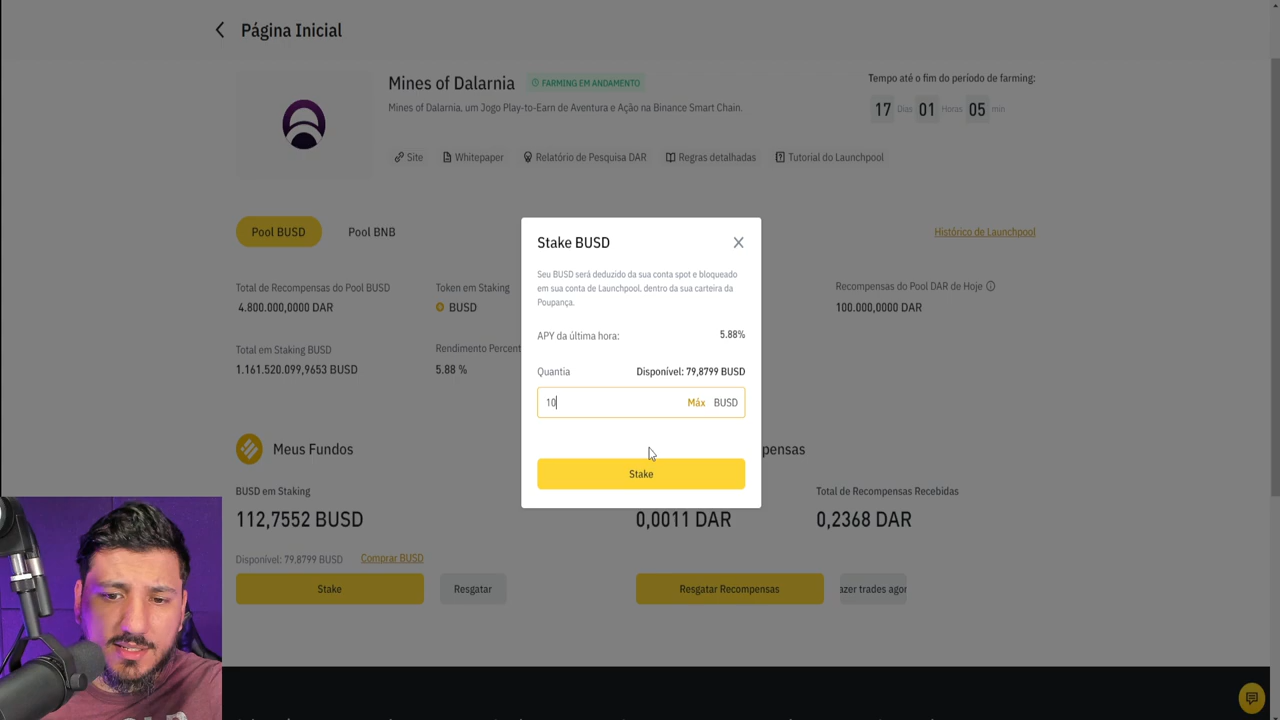 Página Inicial
Mines of Dalarnia
FARMING EM ANDAMENTO
Tempo até o fim do período de farming:
Mines of Dalarnia, um Jogo Play-to-Earn de Aventura e Ação na Binance Smart Chain.
17 Dias 01 Horas 05 min
Site Whitepaper Relatório de Pesquisa DAR Regras detalhadas Tutorial do Launchpool
Pool BUSD Pool BNB
Histórico de Launchpool
Stake BUSD
Seu BUSD será deduzido da sua conta spot e bloqueado
em sua conta de Launchpool, dentro da sua carteira da
Poupança.
APY da última hora: 5.88%
Quantia Disponível: 79,8799 BUSD
10 Máx BUSD
Stake
Total de Recompensas do Pool BUSD
4.800.000,0000 DAR
Token em Staking
BUSD
Recompensas do Pool DAR de Hoje
100.000,0000 DAR
Total em Staking BUSD
1.161.520.099,9653 BUSD
Rendimento Percent
5.88 %
Meus Fundos
pensas
BUSD em Staking
112,7552 BUSD
0,0011 DAR
Total de Recompensas Recebidas
0,2368 DAR
Disponível: 79.8799 BUSD Comprar BUSD
Stake Resgatar
Resgatar Recompensas azer trades agor